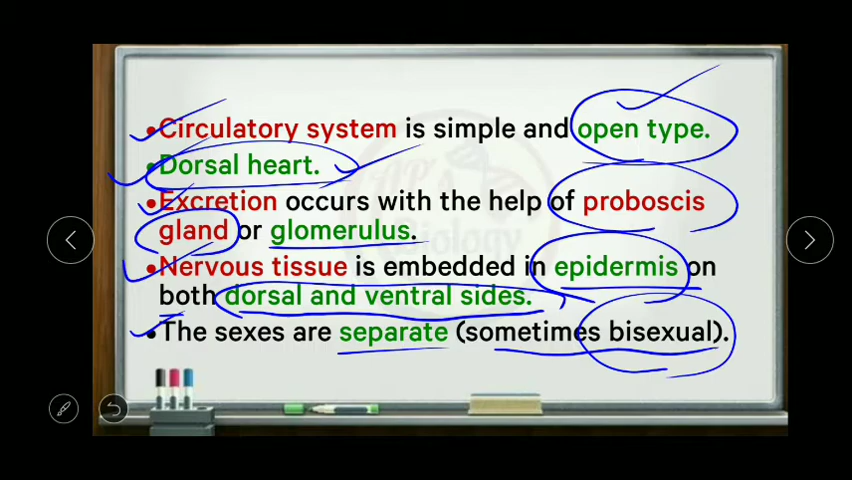 •Circulatory system is simple and open type.
•Dorsal heart.
•Excretion occurs with the help of proboscis
gland or glomerulus.
•Nervous tissue is embedded in epidermis on
both dorsal and ventral sides.
•The sexes are separate (sometimes bisexual).
Biology